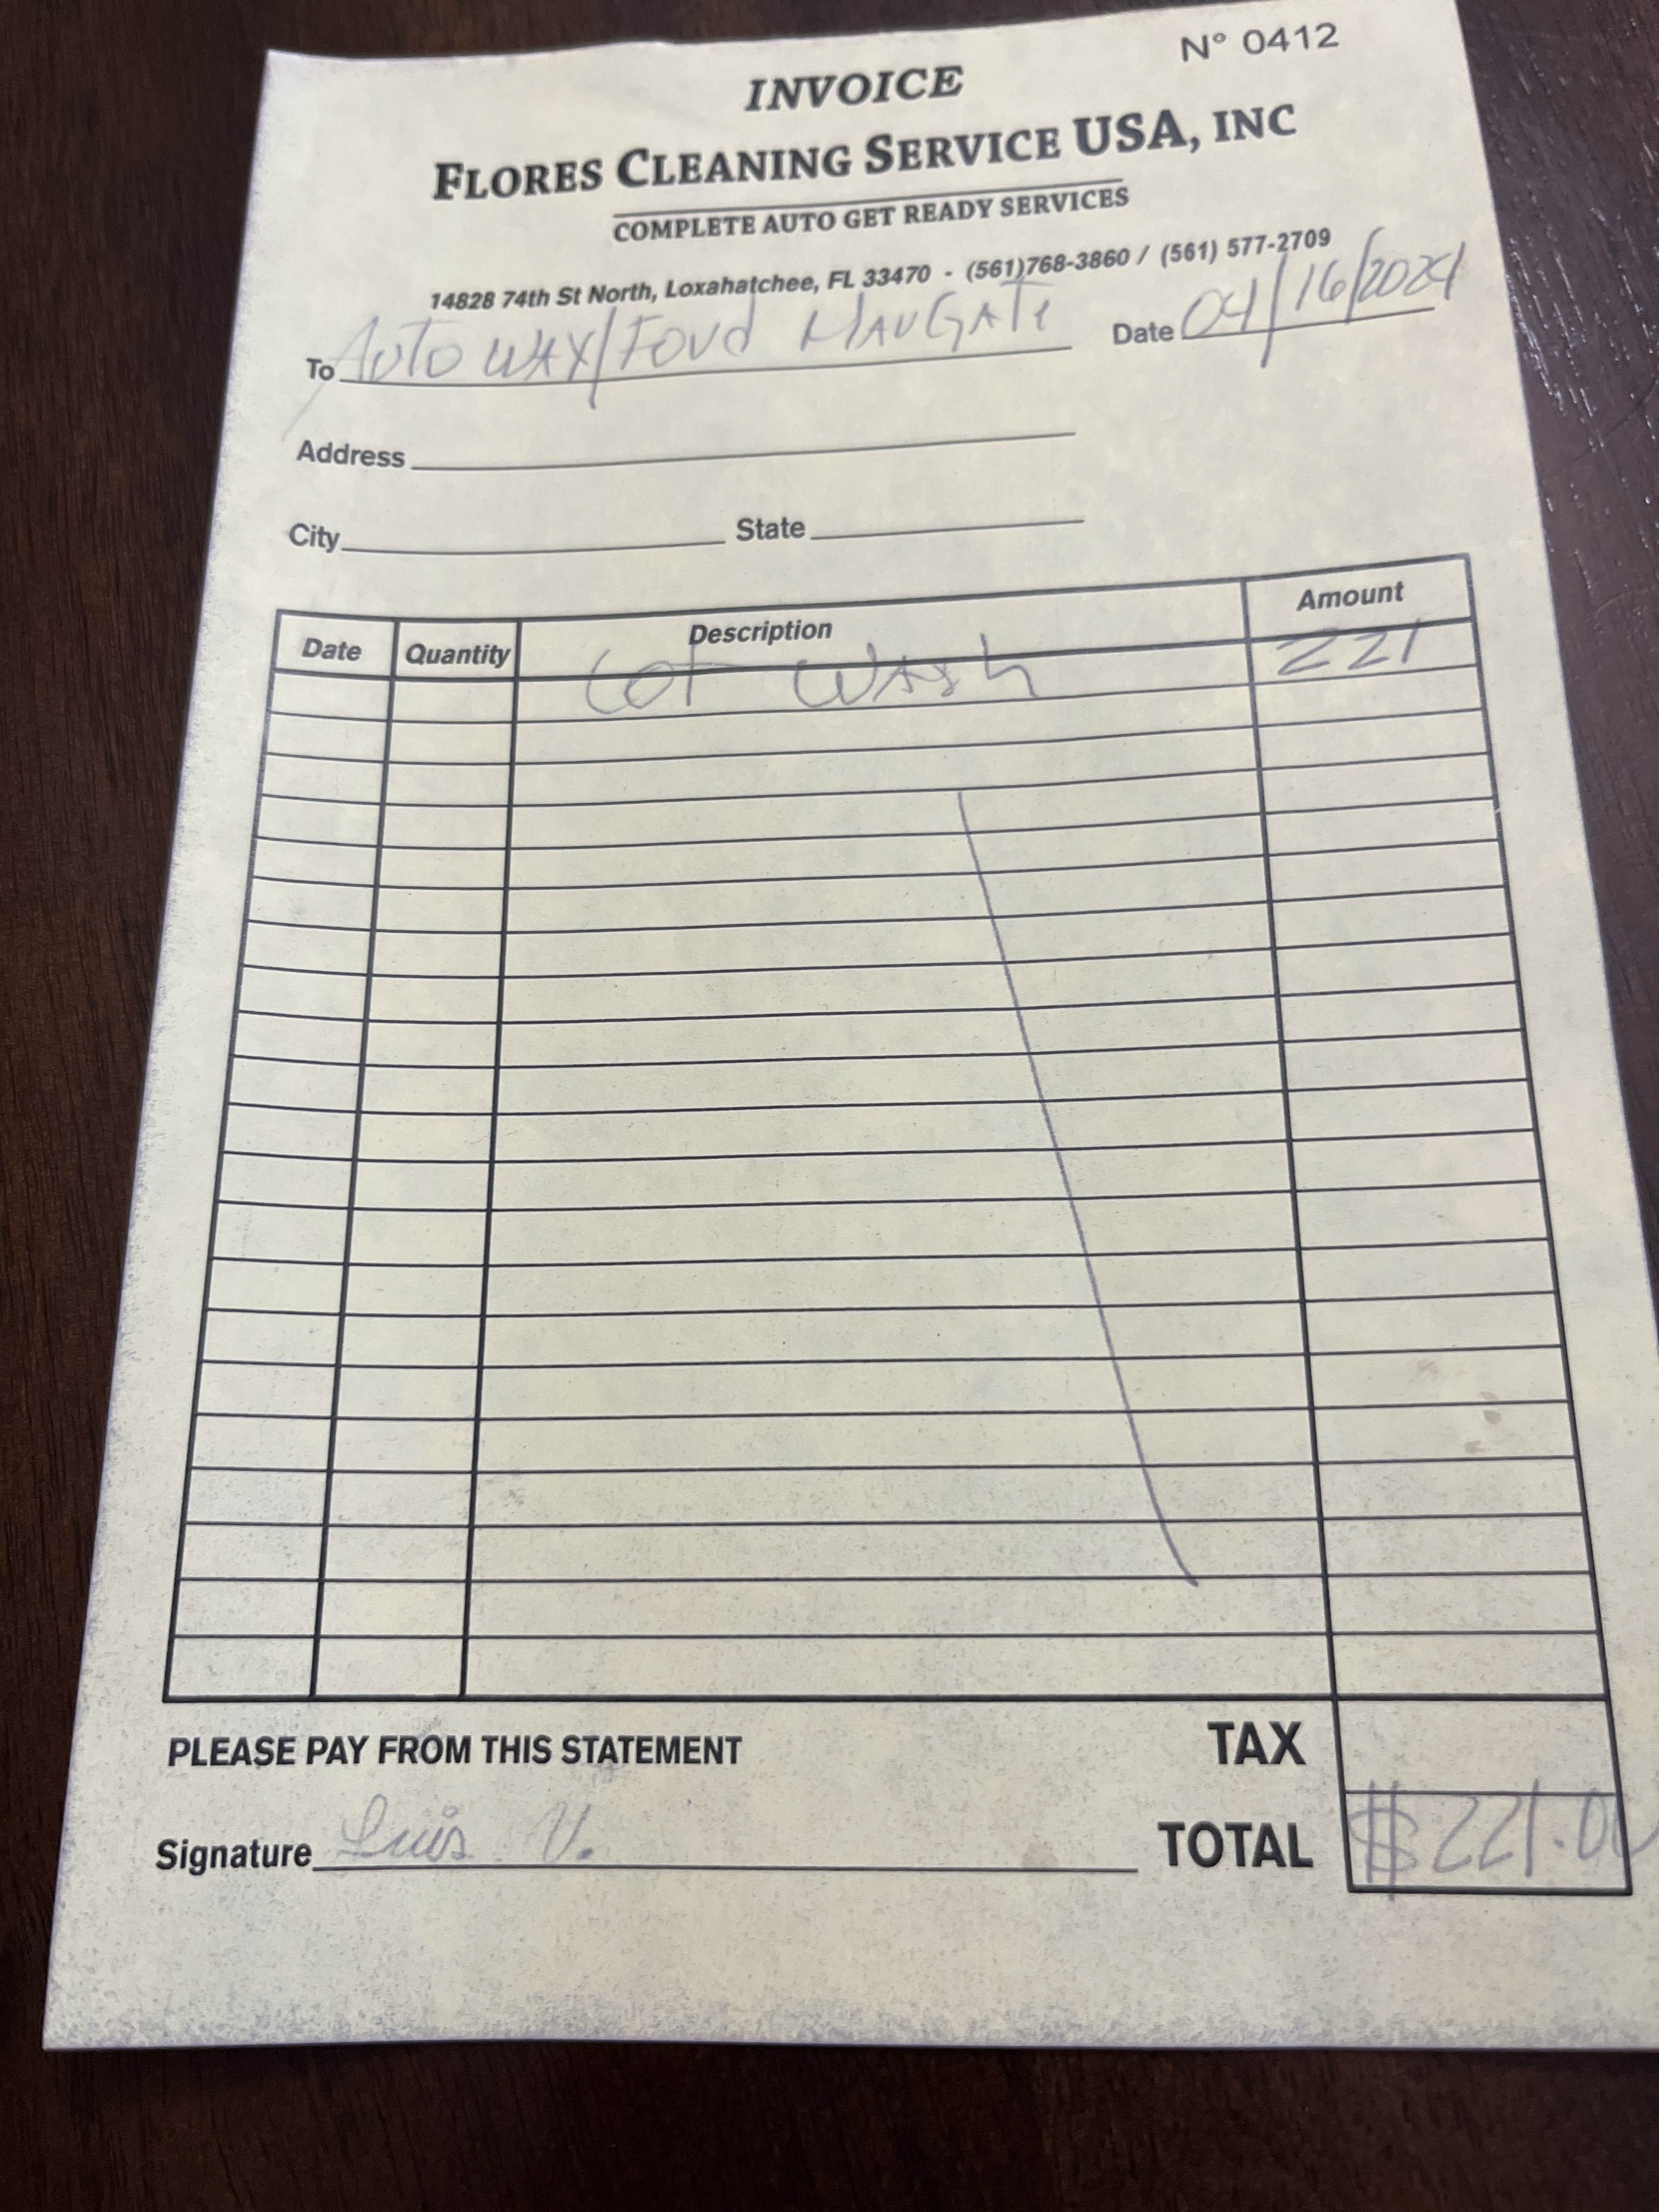 N° 0412
INVOICE
FLORES CLEANING SERVICE USA, INC
COMPLETE AUTO GET READY SERVICES
14828 74th St North, Loxahatchee, FL 33470 - (561)768-3860 / (561) 577-2709
To Auto WAX/Ford MARGATE Date 04/16/2024
Address
City State
Date Quantity Description Amount
LOT WASH 221
PLEASE PAY FROM THIS STATEMENT TAX
Signature Luis V. TOTAL $221.00